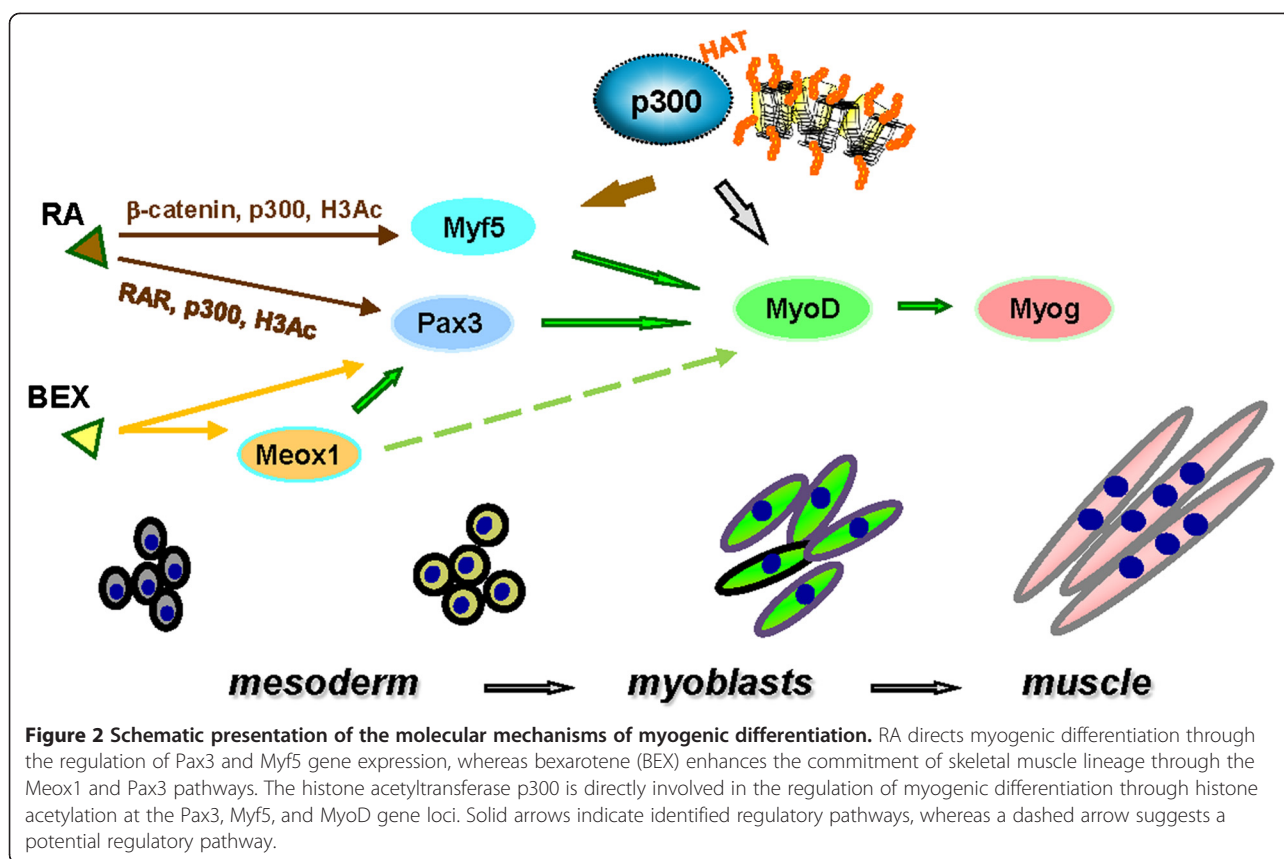 HAT
p300
RA
β-catenin, p300, H3Ac
Myf5
RAR, p300, H3Ac
Pax3
MyoD
Myog
BEX
Meox1
mesoderm
myoblasts
muscle
Figure 2 Schematic presentation of the molecular mechanisms of myogenic differentiation. RA directs myogenic differentiation through
the regulation of Pax3 and Myf5 gene expression, whereas bexarotene (BEX) enhances the commitment of skeletal muscle lineage through the
Meox1 and Pax3 pathways. The histone acetyltransferase p300 is directly involved in the regulation of myogenic differentiation through histone
acetylation at the Pax3, Myf5, and MyoD gene loci. Solid arrows indicate identified regulatory pathways, whereas a dashed arrow suggests a
potential regulatory pathway.